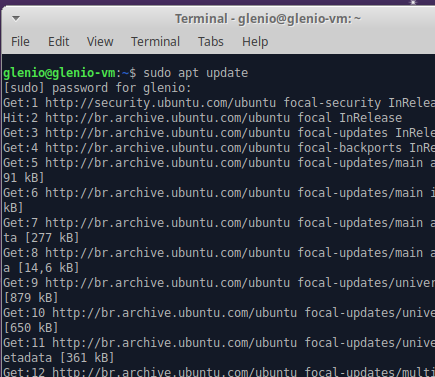 Terminal - glenio@glenio-vm: ~
File Edit View Terminal Tabs Help
glenio@glenio-vm:~$ sudo apt update
[sudo] password for glenio:
Get:1 http://security.ubuntu.com/ubuntu focal-security InRelea
Hit:2 http://br.archive.ubuntu.com/ubuntu focal InRelease
Get:3 http://br.archive.ubuntu.com/ubuntu focal-updates InRele
Get:4 http://br.archive.ubuntu.com/ubuntu focal-backports InRe
Get:5 http://br.archive.ubuntu.com/ubuntu focal-updates/main a
91 kB]
Get:6 http://br.archive.ubuntu.com/ubuntu focal-updates/main i
kB]
Get:7 http://br.archive.ubuntu.com/ubuntu focal-updates/main a
ta [277 kB]
Get:8 http://br.archive.ubuntu.com/ubuntu focal-updates/main a
a [14,6 kB]
Get:9 http://br.archive.ubuntu.com/ubuntu focal-updates/univer
[879 kB]
Get:10 http://br.archive.ubuntu.com/ubuntu focal-updates/unive
[650 kB]
Get:11 http://br.archive.ubuntu.com/ubuntu focal-updates/unive
etadata [361 kB]
Get:12 http://br.archive.ubuntu.com/ubuntu focal-updates/multi